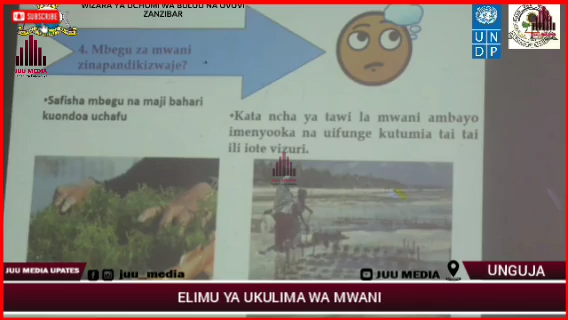 WIZARA YA UCHUMI WA BULUU NA UVUVI
ZANZIBAR
SUBSCRIBE
JUU MEDIA
4. Mbegu za mwani
zinapandikizwaje?
U N
D P
•Safisha mbegu na maji bahari
kuondoa uchafu
•Kata ncha ya tawi la mwani ambayo
imenyooka na uifunge kutumia tai tai
ili iote vizuri.
JUU MEDIA UPATES
juu_media
JUU MEDIA
UNGUJA
ELIMU YA UKULIMA WA MWANI